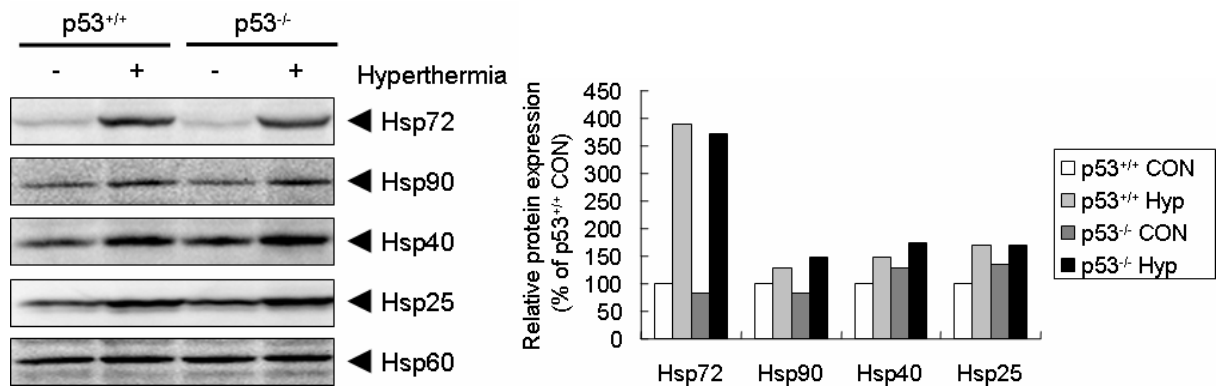 p53+/+ p53-/-
- + - + Hyperthermia
Hsp72
Hsp90
Hsp40
Hsp25
Hsp60
Relative protein expression
(% of p53+/+ CON)
450
400
350
300
250
200
150
100
50
0
Hsp72 Hsp90 Hsp40 Hsp25
p53+/+ CON
p53+/+ Hyp
p53-/- CON
p53-/- Hyp